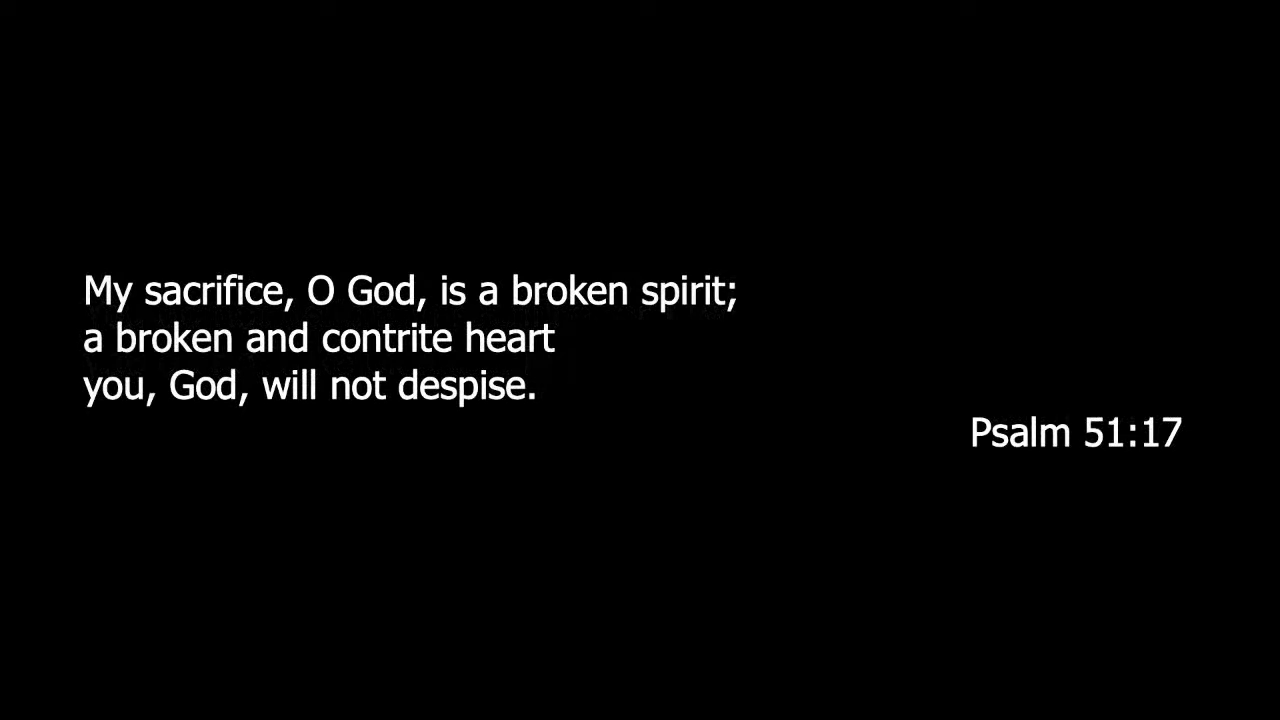 My sacrifice, O God, is a broken spirit;
a broken and contrite heart
you, God, will not despise.
Psalm 51:17